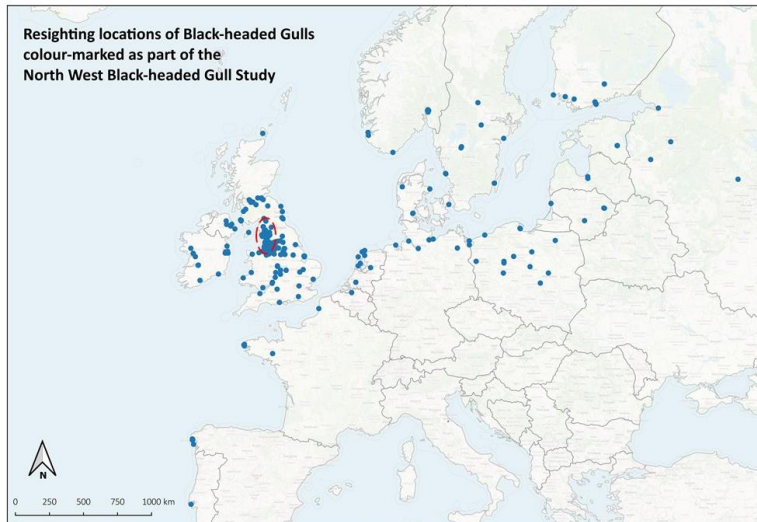 Resighting locations of Black-headed Gulls
colour-marked as part of the
North West Black-headed Gull Study
N
0 250 500 750 1000 km